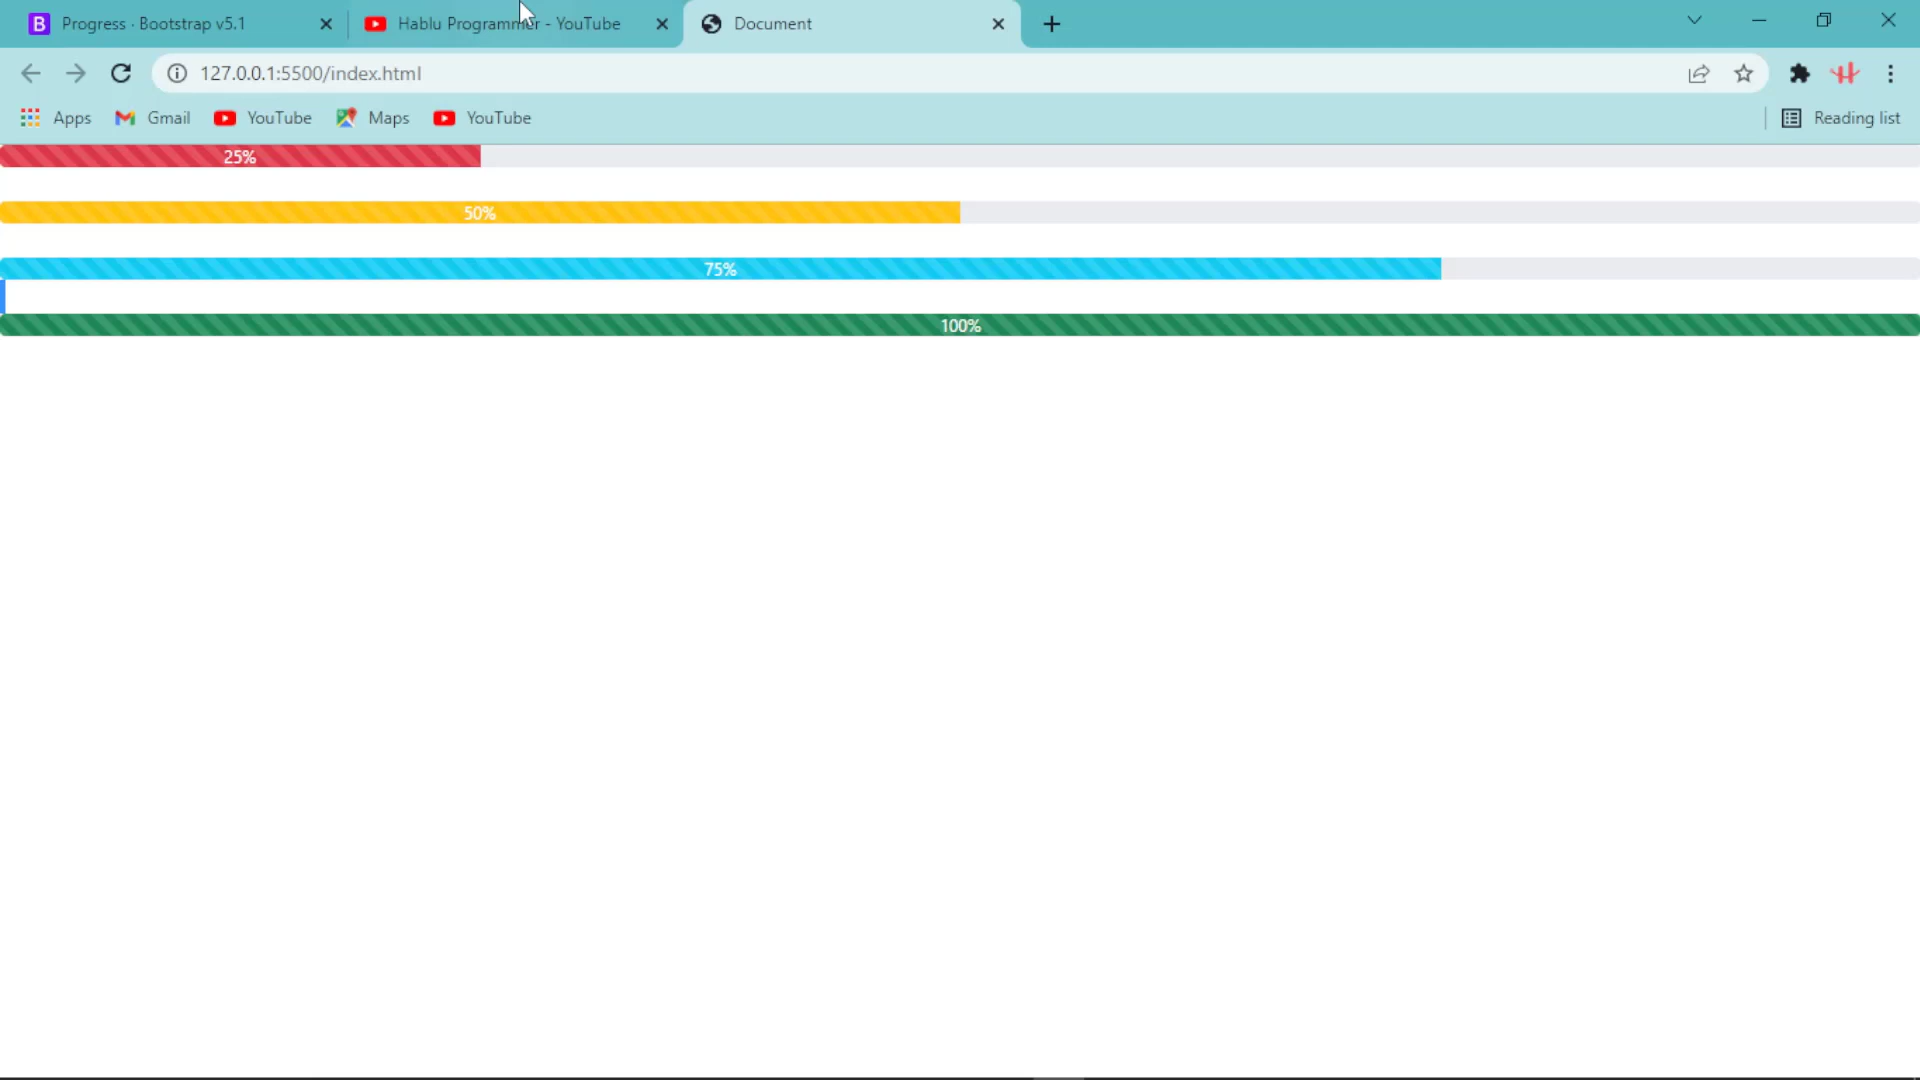 Progress · Bootstrap v5.1
Hablu Programmer - YouTube
Document
127.0.0.1:5500/index.html
Apps
Gmail
YouTube
Maps
YouTube
Reading list
25%
50%
75%
100%